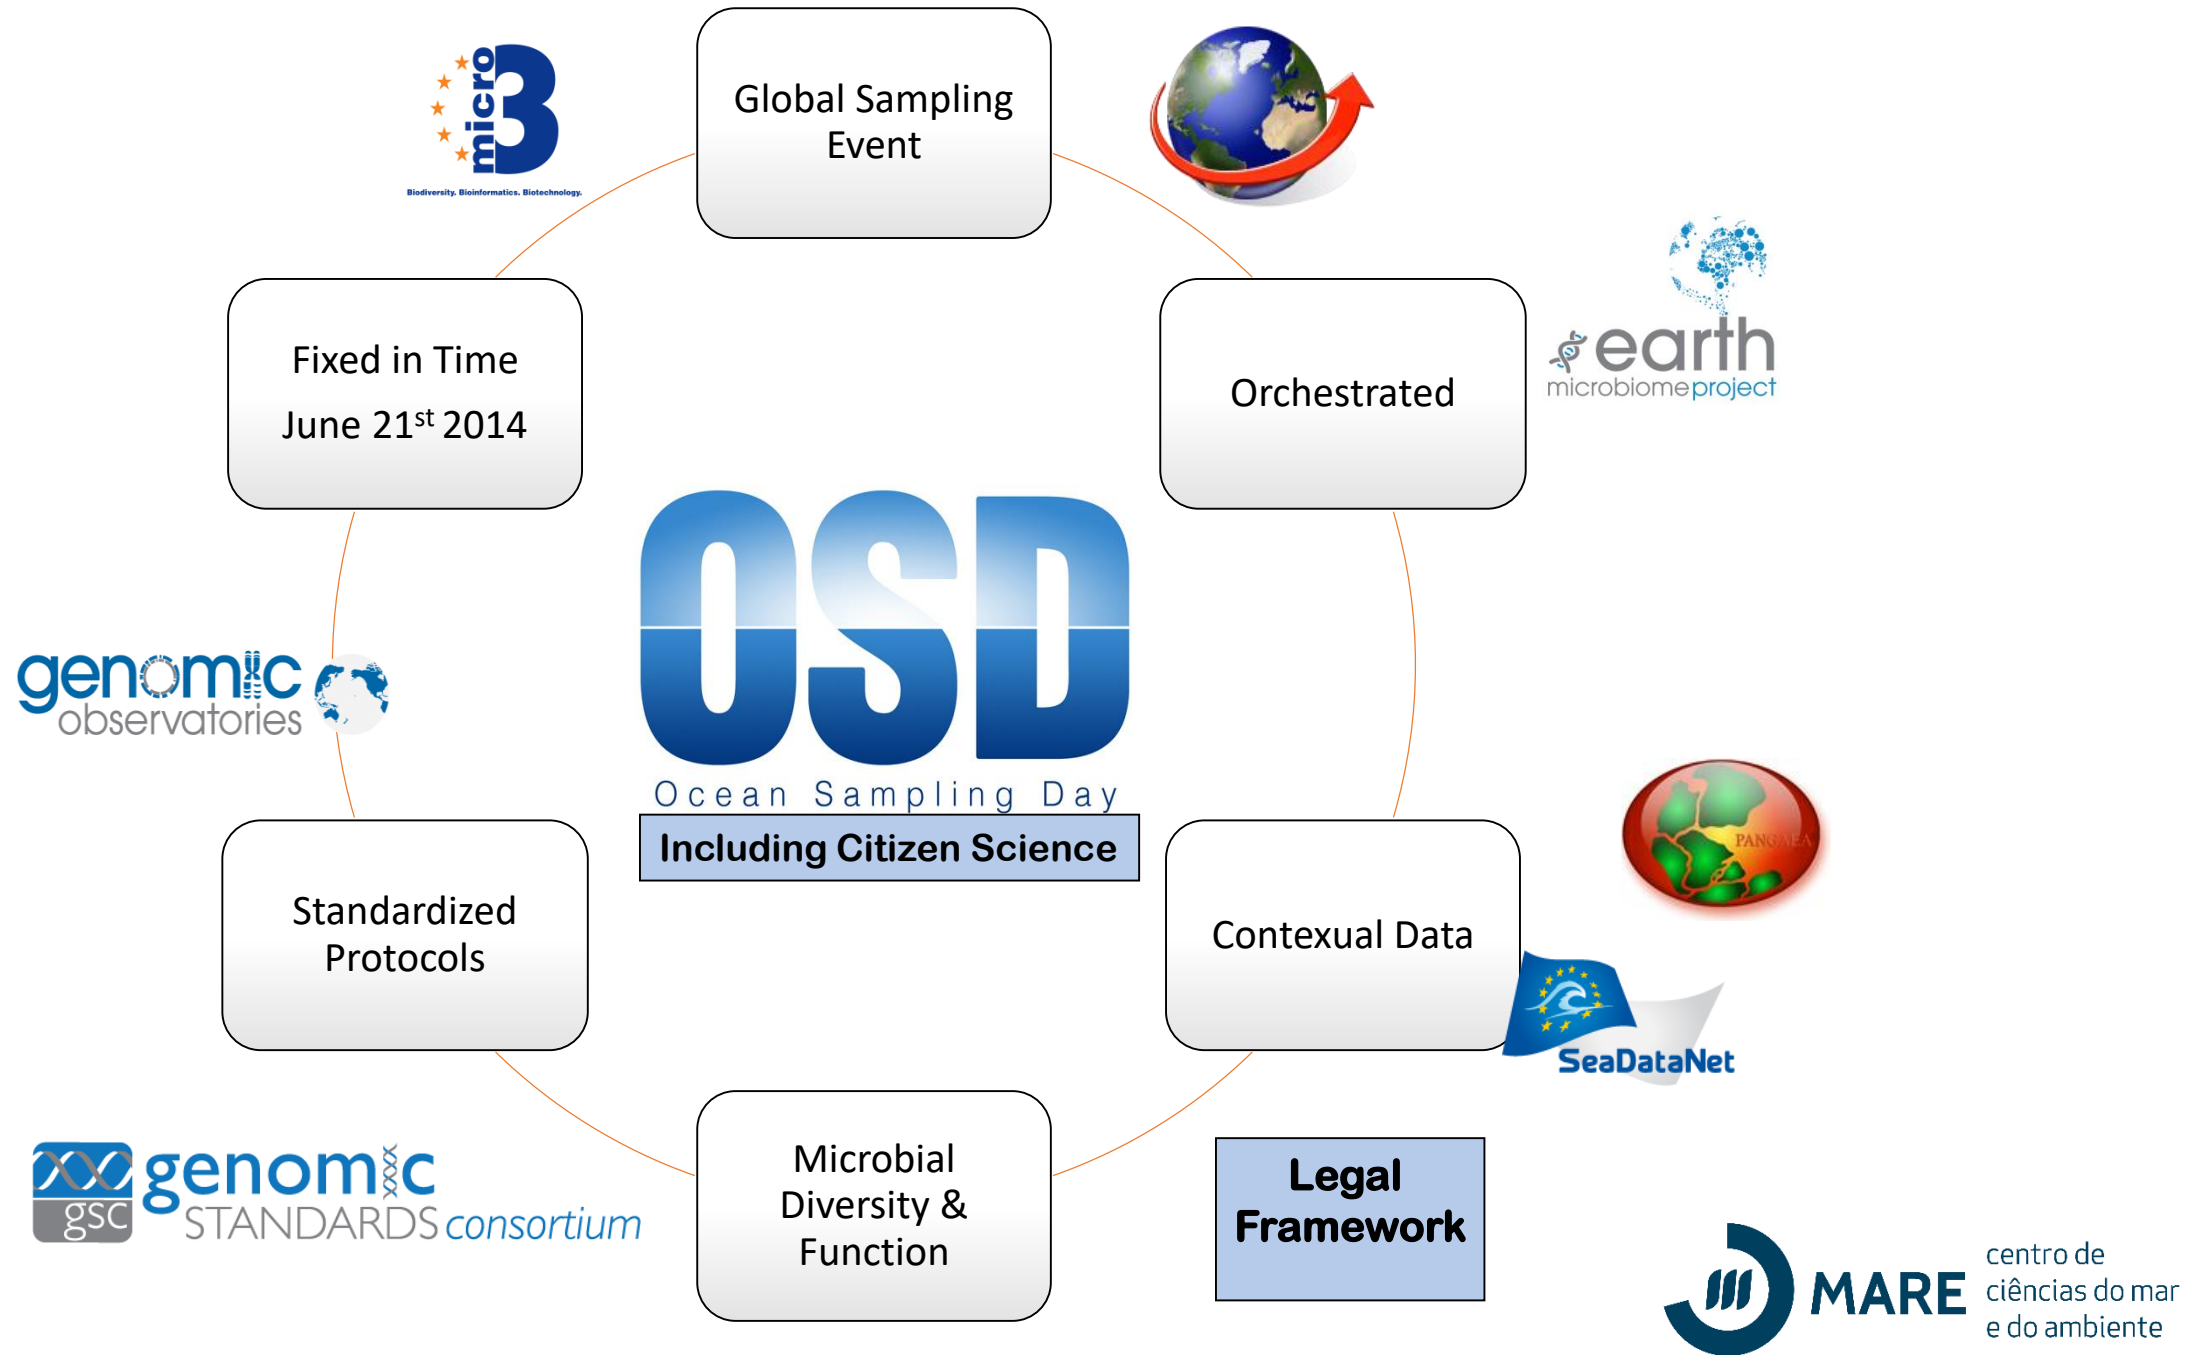 micro
B3
Biodiversity. Bioinformatics. Biotechnology.
Global Sampling
Event
earth
microbiomeproject
Fixed in Time
June 21st 2014
Orchestrated
OSD
Ocean Sampling Day
Including Citizen Science
genomic
observatories
PANGAEA
Standardized
Protocols
Contexual Data
SeaDataNet
gsc
genomic
STANDARDS consortium
Microbial
Diversity &
Function
Legal
Framework
MARE
centro de
ciências do mar
e do ambiente